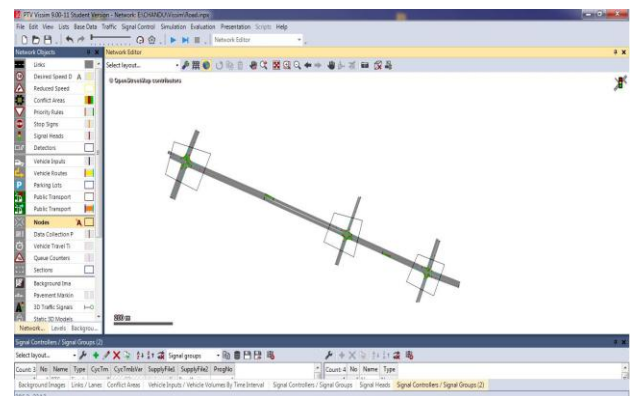 PTV Vissim 9.00-11 Student Version - Network: E:\CHANDU\Vissim\Road.inpx
File Edit View Lists Base Data Traffic Signal Control Simulation Evaluation Presentation Scripts Help
Network Editor
Network Objects
Network Editor
Select layout...
Links
Desired Speed D
Reduced Speed
Conflict Areas
Priority Rules
Stop Signs
Signal Heads
Detectors
Vehicle Inputs
Vehicle Routes
Parking Lots
Public Transport
Public Transport
Nodes
Data Collection P
Vehicle Travel Ti
Queue Counters
Sections
Background Ima
Pavement Markin
3D Traffic Signals
Static 3D Models
Network... Levels Backgrou...
© OpenStreetMap contributors
200 m
Signal Controllers / Signal Groups (2)
Select layout... Signal groups
Count: 3 No Name Type CycTm CycTmIsVar SupplyFile1 SupplyFile2 ProgNo
Count: 4 No Name Type
Background Images Links / Lanes Conflict Areas Vehicle Inputs / Vehicle Volumes By Time Interval Signal Controllers / Signal Groups Signal Heads Signal Controllers / Signal Groups (2)